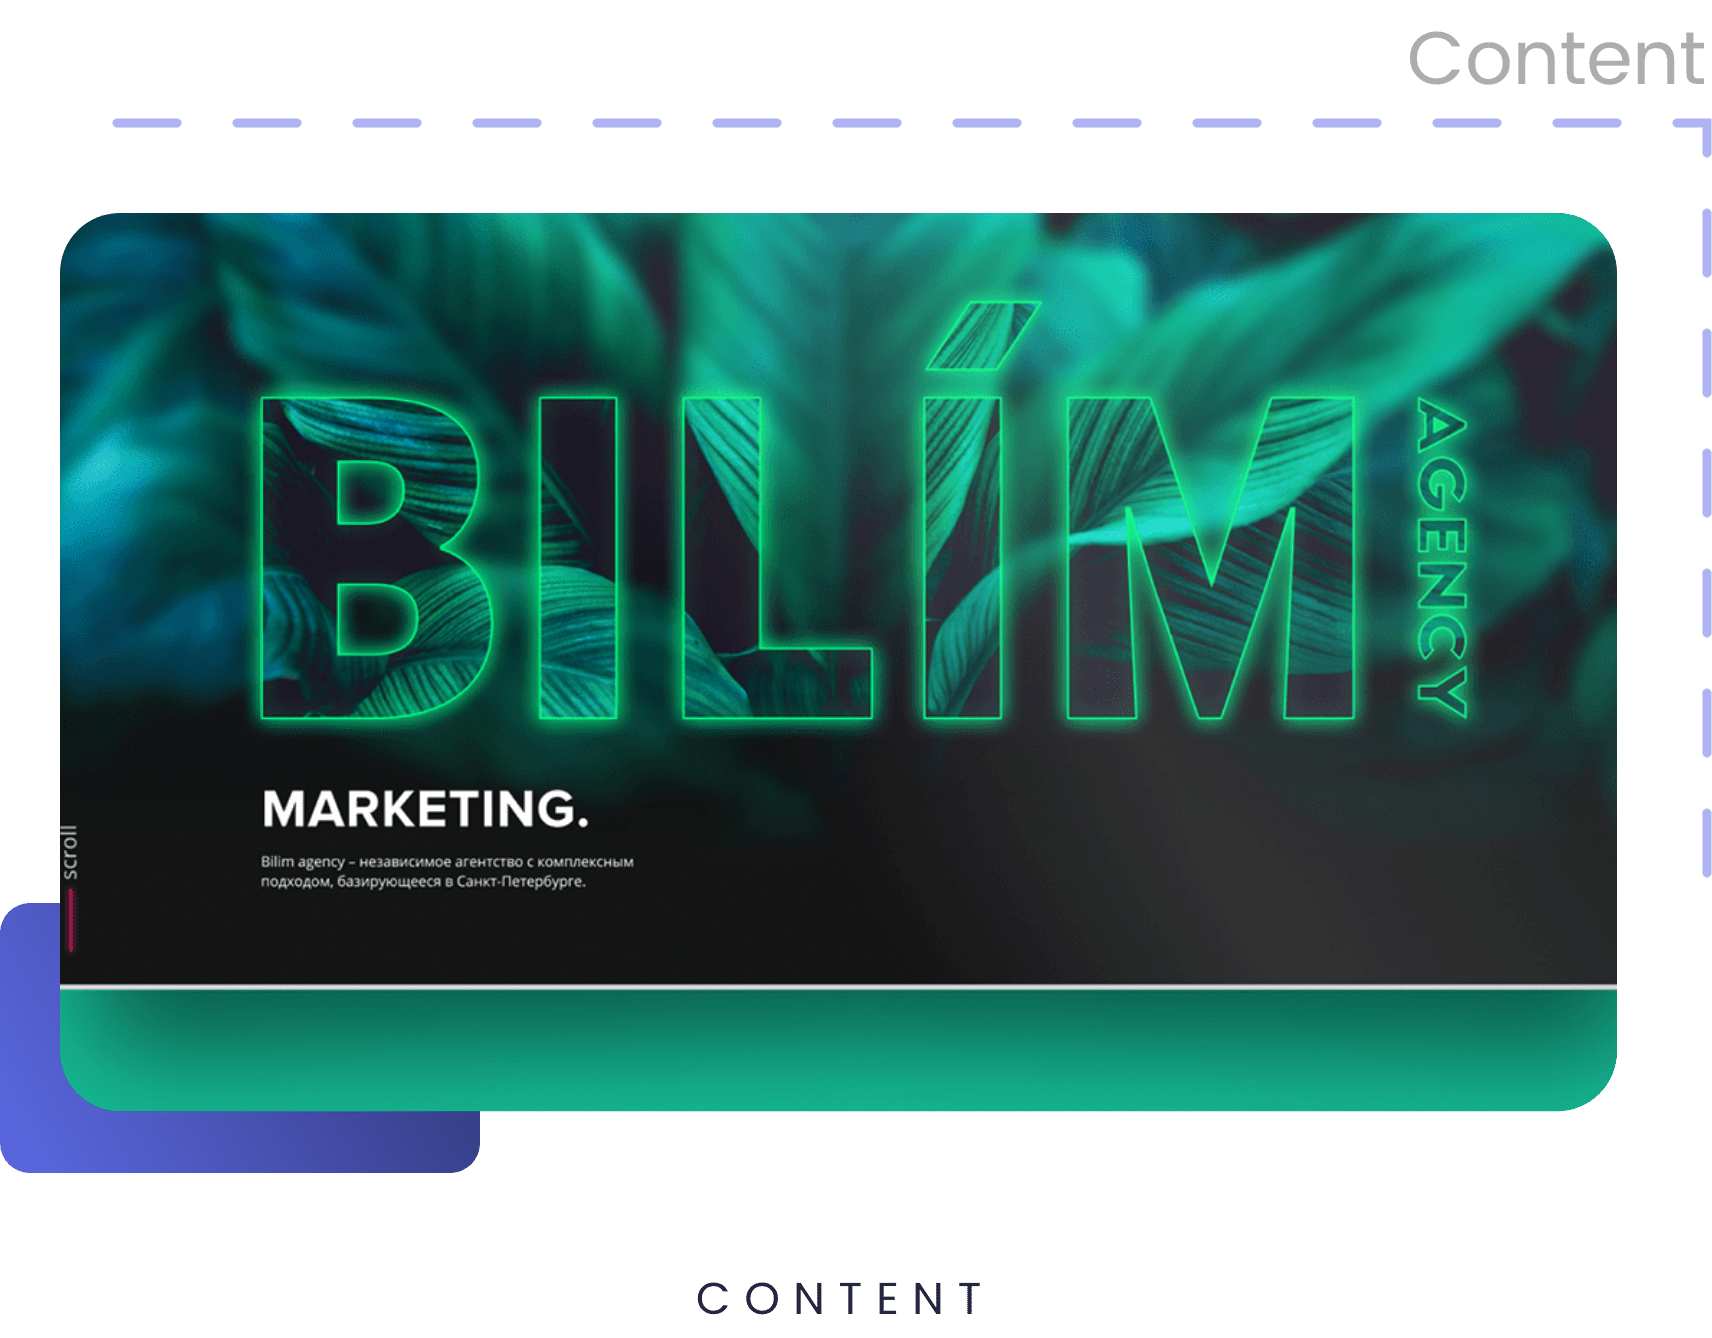 Content
BILÍM
AGENCY
MARKETING.
scroll
Bilim agency – независимое агентство с комплексным
подходом, базирующееся в Санкт-Петербурге.
CONTENT